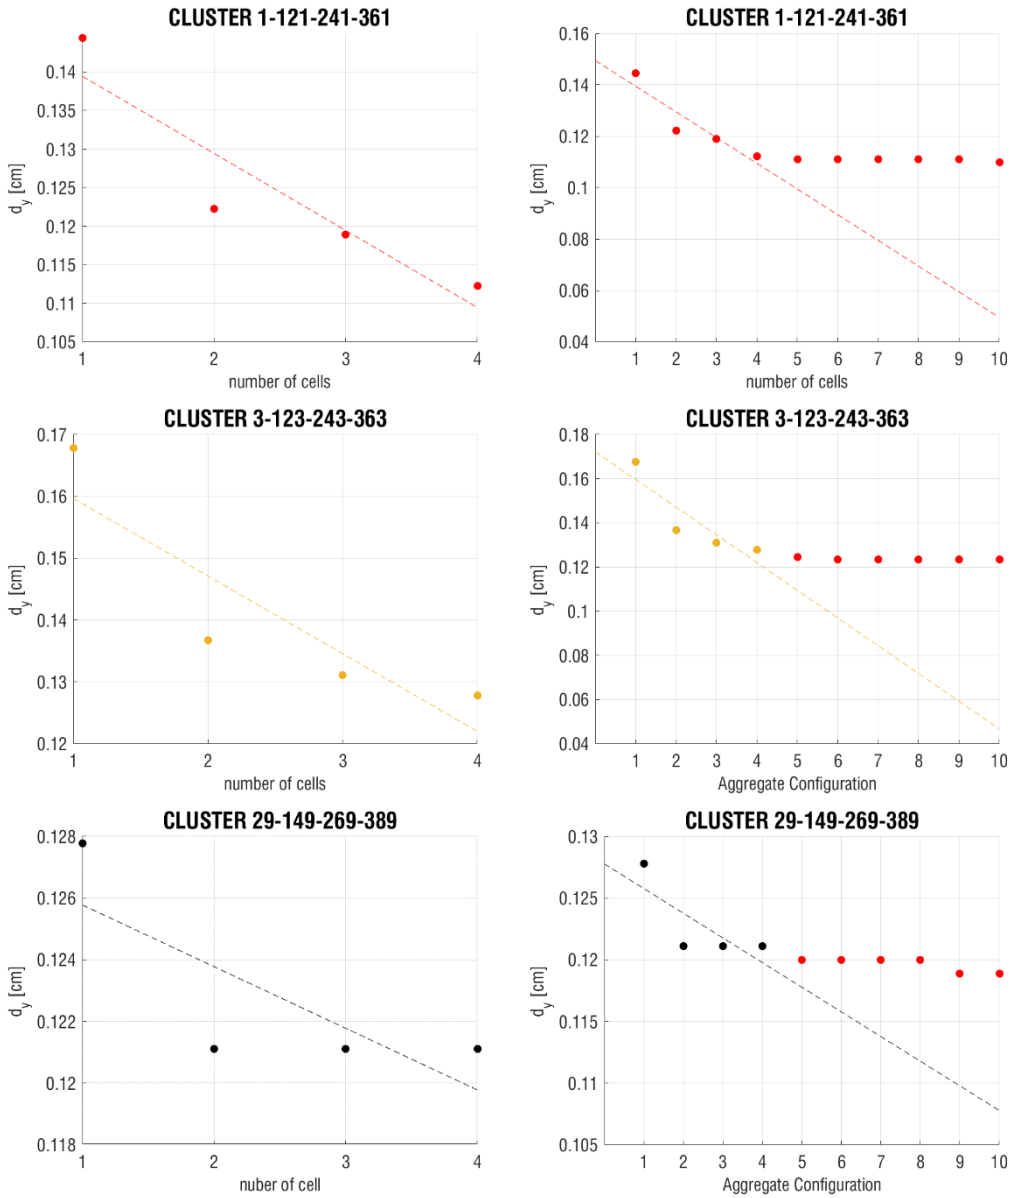 CLUSTER 1-121-241-361
0.14
0.135
0.13
0.125
0.12
0.115
0.11
0.105
d_y [cm]
1 2 3 4
number of cells
CLUSTER 1-121-241-361
0.16
0.14
0.12
0.1
0.08
0.06
0.04
d_y [cm]
1 2 3 4 5 6 7 8 9 10
number of cells
CLUSTER 3-123-243-363
0.17
0.16
0.15
0.14
0.13
0.12
d_y [cm]
1 2 3 4
number of cells
CLUSTER 3-123-243-363
0.18
0.16
0.14
0.12
0.1
0.08
0.06
0.04
d_y [cm]
1 2 3 4 5 6 7 8 9 10
Aggregate Configuration
CLUSTER 29-149-269-389
0.128
0.126
0.124
0.122
0.12
0.118
d_y [cm]
1 2 3 4
nuber of cell
CLUSTER 29-149-269-389
0.13
0.125
0.12
0.115
0.11
0.105
d_y [cm]
1 2 3 4 5 6 7 8 9 10
Aggregate Configuration